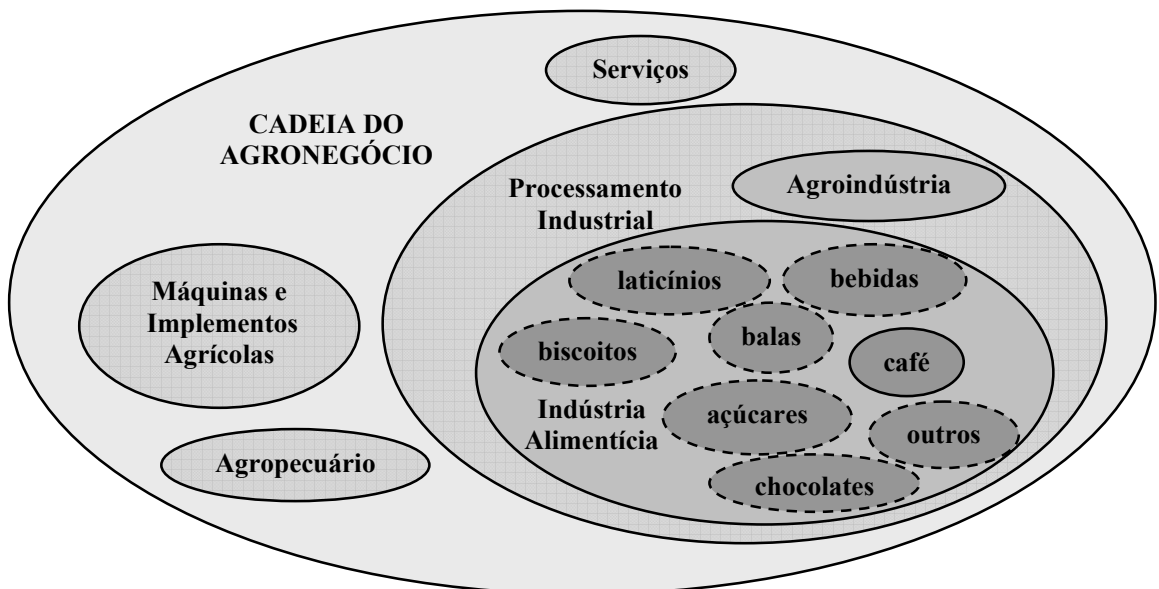 Serviços
CADEIA DO
AGRONEGÓCIO
Agroindústria
Processamento
Industrial
laticínios
bebidas
Máquinas e
Implementos
Agrícolas
balas
biscoitos
café
Indústria
Alimentícia
açúcares
outros
Agropecuário
chocolates